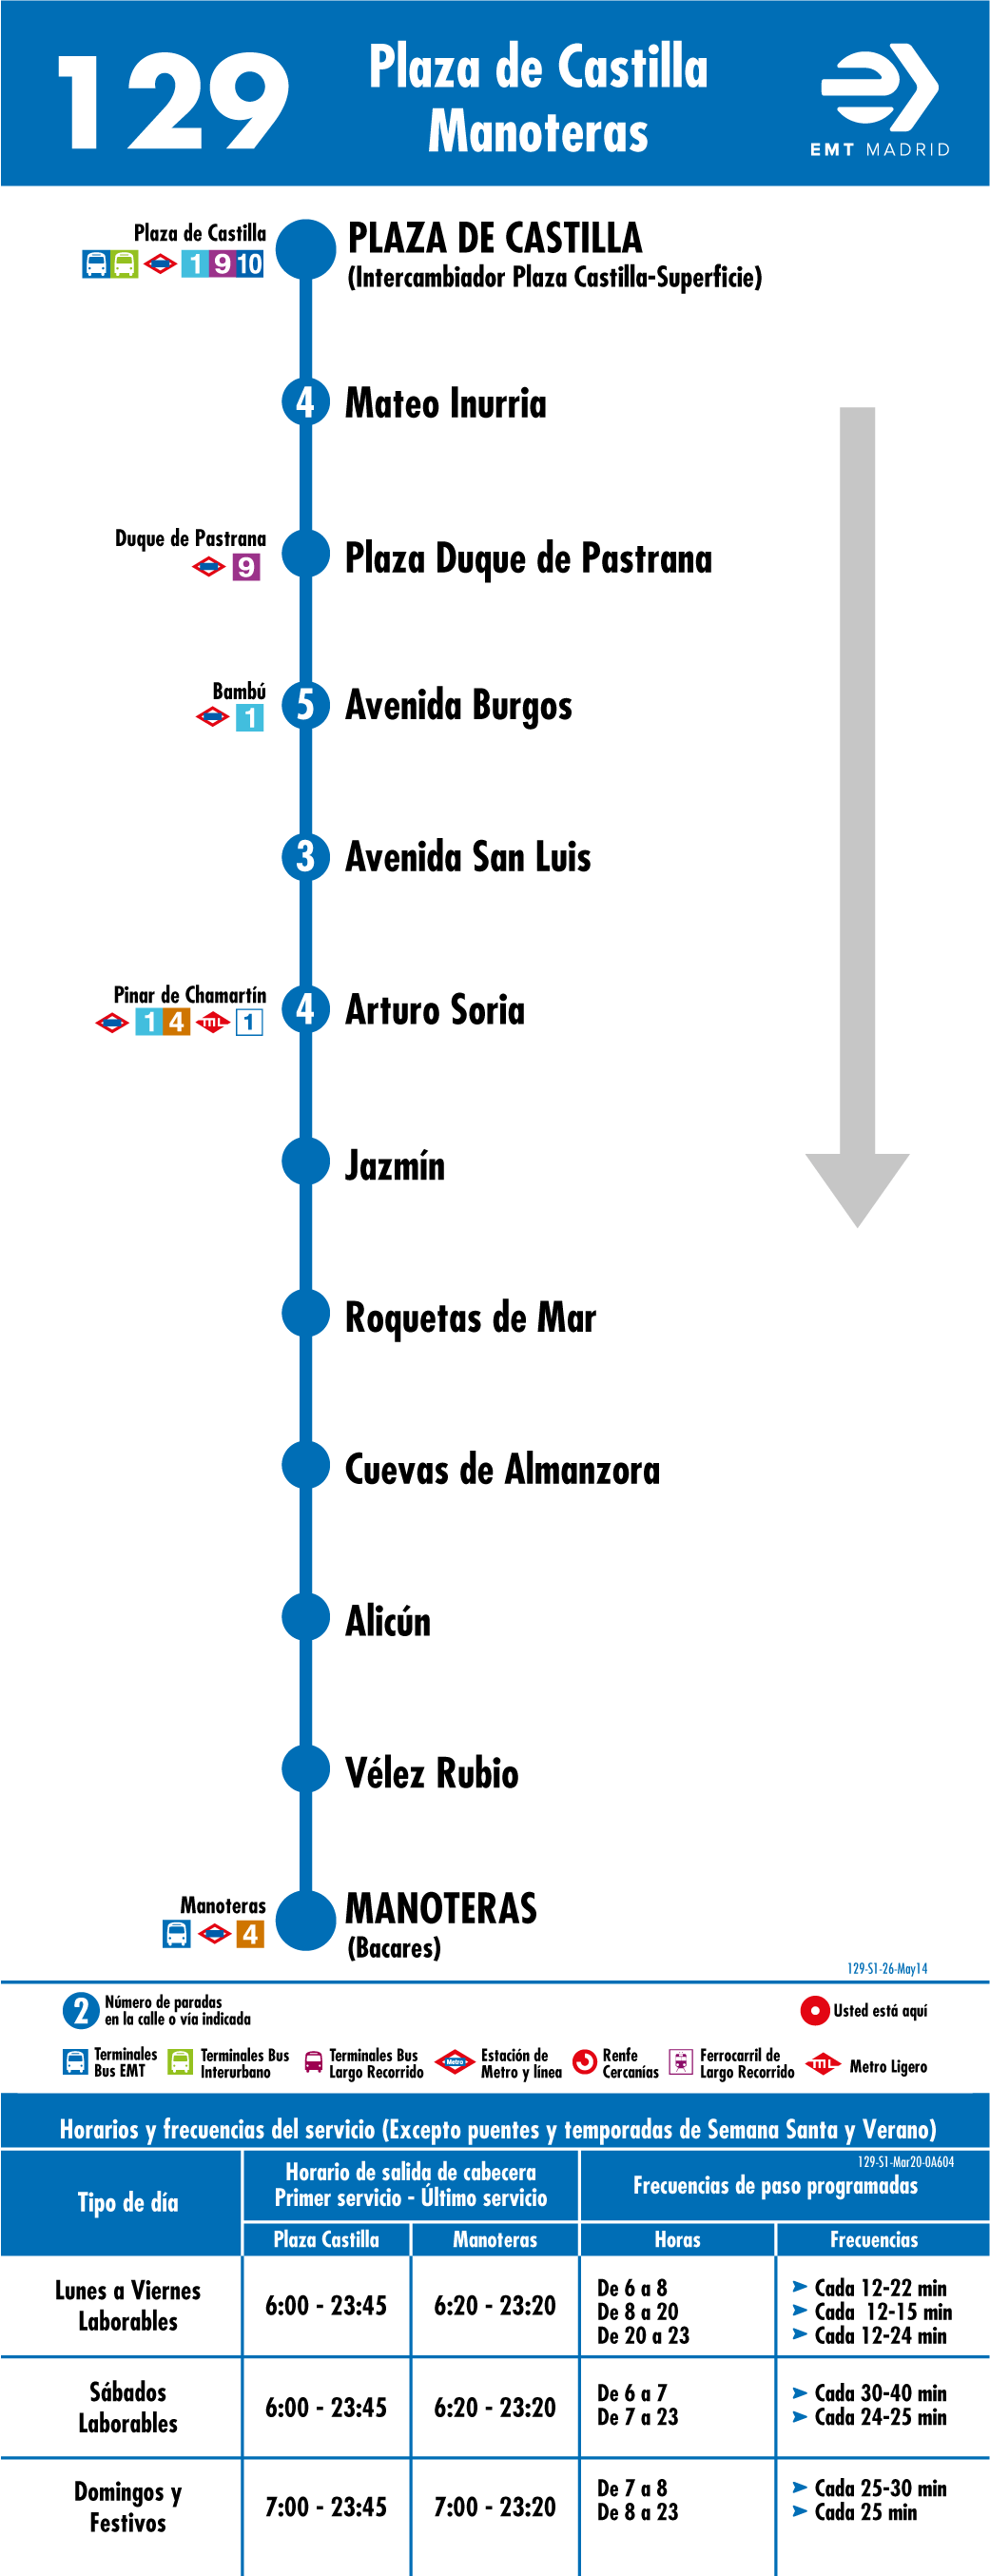 129
Plaza de Castilla
Manoteras
EMT MADRID
Plaza de Castilla
1 9 10
PLAZA DE CASTILLA
(Intercambiador Plaza Castilla-Superficie)
4
Mateo Inurria
Duque de Pastrana
9
Plaza Duque de Pastrana
Bambú
1
5
Avenida Burgos
3
Avenida San Luis
Pinar de Chamartín
1 4 ML 1
4
Arturo Soria
Jazmín
Roquetas de Mar
Cuevas de Almanzora
Alicún
Vélez Rubio
Manoteras
4
MANOTERAS
(Bacares)
129-S1-26-May14
2
Número de paradas
en la calle o vía indicada
Usted está aquí
Terminales
Bus EMT
Terminales Bus
Interurbano
Terminales Bus
Largo Recorrido
Metro
Estación de
Metro y línea
Renfe
Cercanías
Ferrocarril de
Largo Recorrido
ML
Metro Ligero
Horarios y frecuencias del servicio (Excepto puentes y temporadas de Semana Santa y Verano)
129-S1-Mar20-0A604
Tipo de día
Horario de salida de cabecera
Primer servicio - Último servicio
Frecuencias de paso programadas
Plaza Castilla
Manoteras
Horas
Frecuencias
Lunes a Viernes
Laborables
6:00 - 23:45
6:20 - 23:20
De 6 a 8
De 8 a 20
De 20 a 23
Cada 12-22 min
Cada 12-15 min
Cada 12-24 min
Sábados
Laborables
6:00 - 23:45
6:20 - 23:20
De 6 a 7
De 7 a 23
Cada 30-40 min
Cada 24-25 min
Domingos y
Festivos
7:00 - 23:45
7:00 - 23:20
De 7 a 8
De 8 a 23
Cada 25-30 min
Cada 25 min